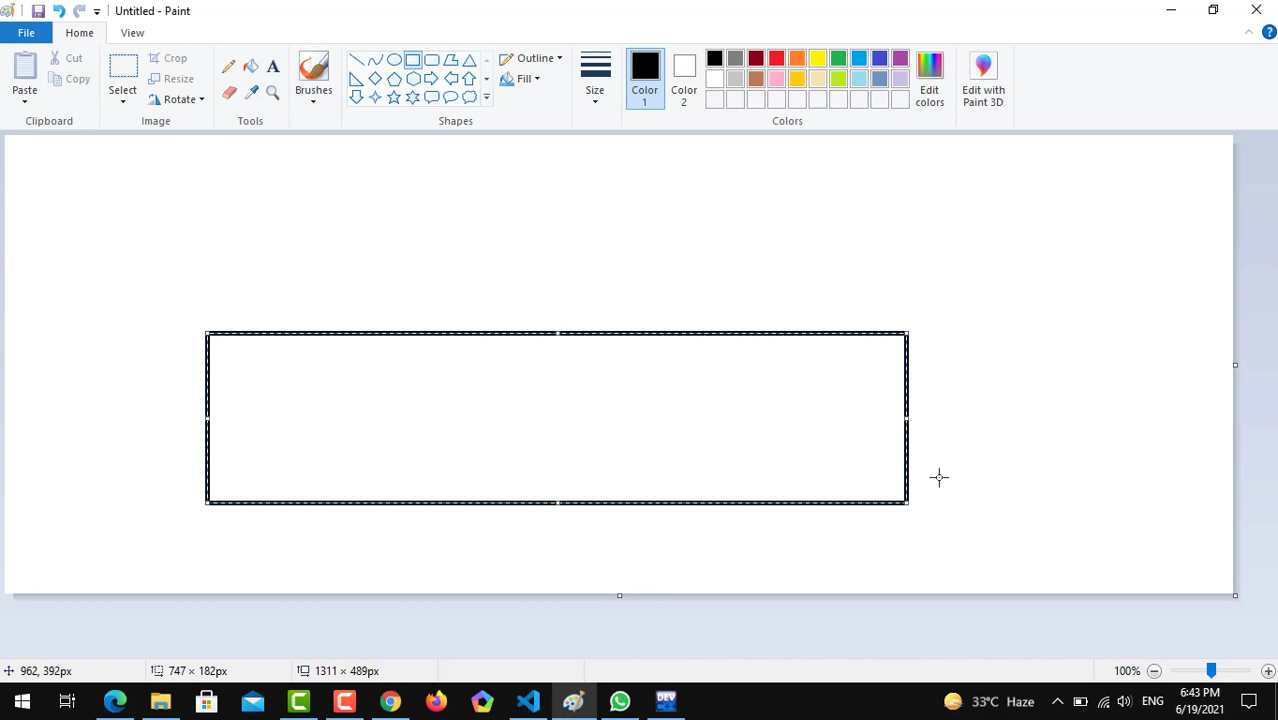 Untitled - Paint
File Home View
Paste
Cut
Copy
Clipboard
Select
Crop
Resize
Rotate
Image
A
Tools
Brushes
Shapes
Outline
Fill
Size
Color 1
Color 2
Colors
Edit colors
Edit with Paint 3D
962, 392px
747 × 182px
1311 × 489px
100%
DEV
33°C Haze
ENG
6:43 PM
6/19/2021